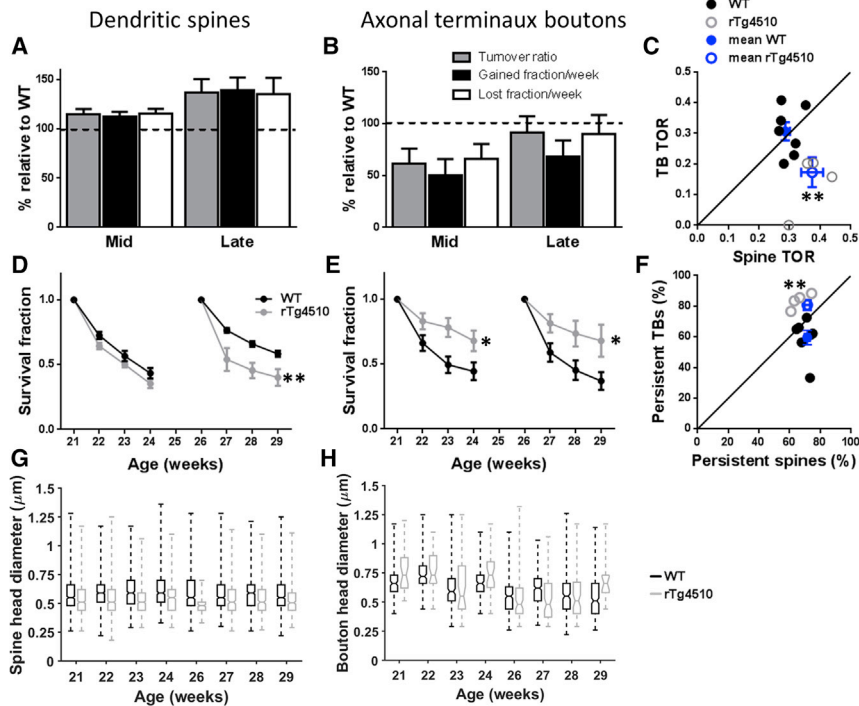 Dendritic spines
Axonal terminaux boutons
WT
rTg4510
mean WT
mean rTg4510
A
% relative to WT
150
100
50
0
Mid
Late
B
Turnover ratio
Gained fraction/week
Lost fraction/week
% relative to WT
150
100
50
0
Mid
Late
C
TB TOR
0.5
0.4
0.3
0.2
0.1
0.0
**
0.0 0.1 0.2 0.3 0.4 0.5
Spine TOR
D
WT
rTg4510
Survival fraction
1.0
0.5
0.0
**
21 22 23 24 25 26 27 28 29
Age (weeks)
E
Survival fraction
1.0
0.5
0.0
*
*
21 22 23 24 25 26 27 28 29
Age (weeks)
F
Persistent TBs (%)
100
80
60
40
20
0
**
0 20 40 60 80 100
Persistent spines (%)
G
Spine head diameter (μm)
1.5
1.25
1
0.75
0.5
0.25
0
21 22 23 24 26 27 28 29
Age (weeks)
H
Bouton head diameter (μm)
1.5
1.25
1
0.75
0.5
0.25
0
21 22 23 24 26 27 28 29
Age (weeks)
WT
rTg4510